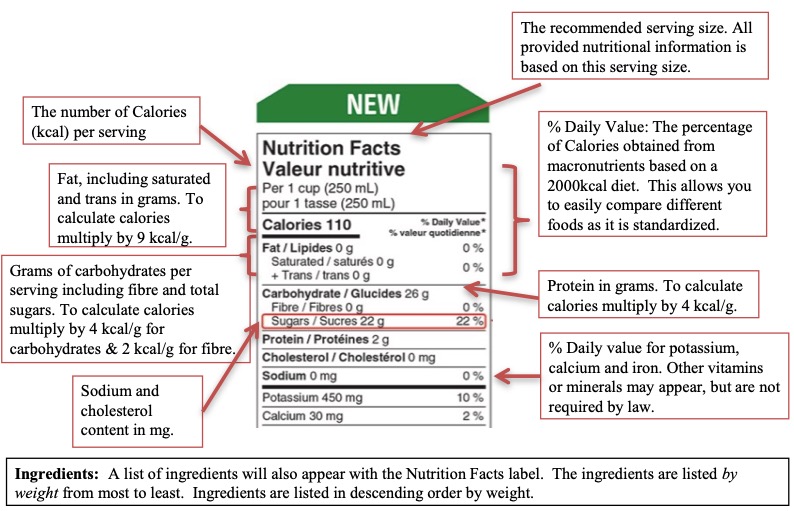 The recommended serving size. All
provided nutritional information is
based on this serving size.
NEW
The number of Calories
(kcal) per serving
Fat, including saturated
and trans in grams. To
calculate calories
multiply by 9 kcal/g.
Grams of carbohydrates per
serving including fibre and total
sugars. To calculate calories
multiply by 4 kcal/g for
carbohydrates & 2 kcal/g for fibre.
Sodium and
cholesterol
content in mg.
Nutrition Facts
Valeur nutritive
Per 1 cup (250 mL)
pour 1 tasse (250 mL)
Calories 110 % Daily Value*
% valeur quotidienne*
Fat / Lipides 0 g 0 %
Saturated / saturés 0 g
+ Trans / trans 0 g 0 %
Carbohydrate / Glucides 26 g
Fibre / Fibres 0 g 0 %
Sugars / Sucres 22 g 22 %
Protein / Protéines 2 g
Cholesterol / Cholestérol 0 mg
Sodium 0 mg 0 %
Potassium 450 mg 10 %
Calcium 30 mg 2 %
% Daily Value: The percentage
of Calories obtained from
macronutrients based on a
2000kcal diet. This allows you
to easily compare different
foods as it is standardized.
Protein in grams. To calculate
calories multiply by 4 kcal/g.
% Daily value for potassium,
calcium and iron. Other vitamins
or minerals may appear, but are not
required by law.
Ingredients: A list of ingredients will also appear with the Nutrition Facts label. The ingredients are listed by
weight from most to least. Ingredients are listed in descending order by weight.